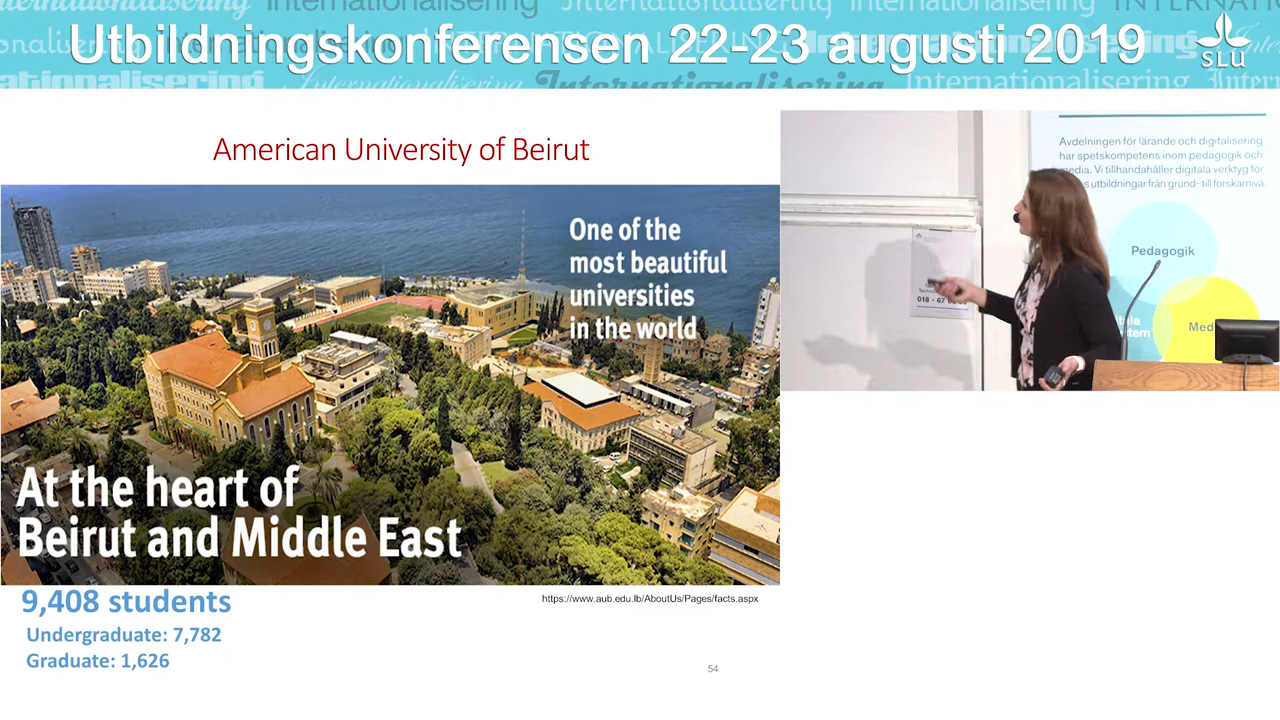 Utbildningskonferensen 22-23 augusti 2019
SLU
American University of Beirut
One of the
most beautiful
universities
in the world
At the heart of
Beirut and Middle East
9,408 students
Undergraduate: 7,782
Graduate: 1,626
https://www.aub.edu.lb/AboutUs/Pages/facts.aspx
54
Avdelningen för lärande och digitalisering
har spetskompetens inom pedagogik och
media. Vi tillhandahåller digitala verktyg för
utbildningar från grund- till forskarnivå.
Pedagogik